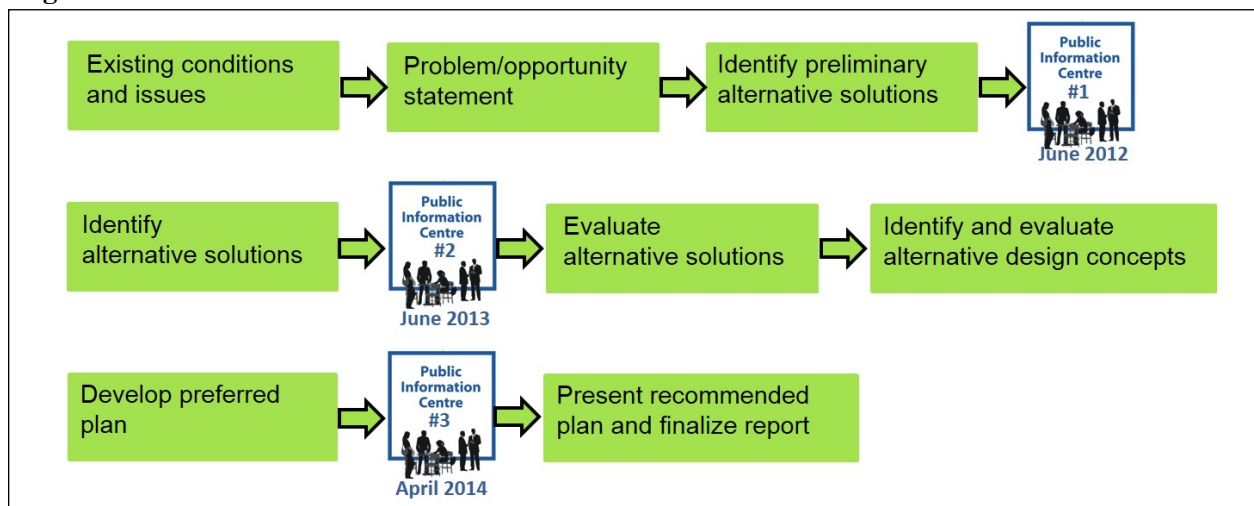 Existing conditions
and issues
Problem/opportunity
statement
Identify preliminary
alternative solutions
Public
Information
Centre
#1
June 2012
Identify
alternative solutions
Public
Information
Centre
#2
June 2013
Evaluate
alternative solutions
Identify and evaluate
alternative design concepts
Develop preferred
plan
Public
Information
Centre
#3
April 2014
Present recommended
plan and finalize report